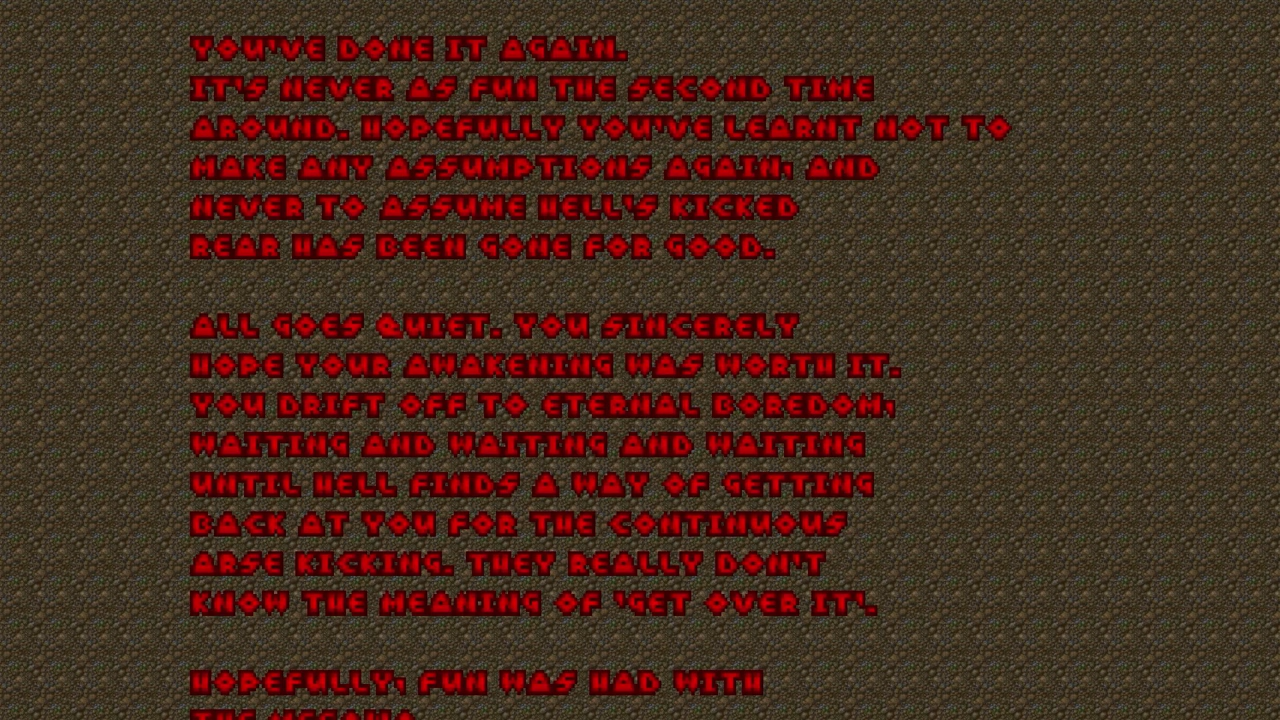 YOU'VE DONE IT AGAIN.
IT'S NEVER AS FUN THE SECOND TIME
AROUND. HOPEFULLY YOU'VE LEARNT NOT TO
MAKE ANY ASSUMPTIONS AGAIN, AND
NEVER TO ASSUME HELL'S KICKED
REAR HAS BEEN GONE FOR GOOD.
ALL GOES QUIET. YOU SINCERELY
HOPE YOUR AWAKENING WAS WORTH IT.
YOU DRIFT OFF TO ETERNAL BOREDOM,
WAITING AND WAITING AND WAITING
UNTIL HELL FINDS A WAY OF GETTING
BACK AT YOU FOR THE CONTINUOUS
ARSE KICKING. THEY REALLY DON'T
KNOW THE MEANING OF 'GET OVER IT'.
HOPEFULLY, FUN WAS HAD WITH
THE